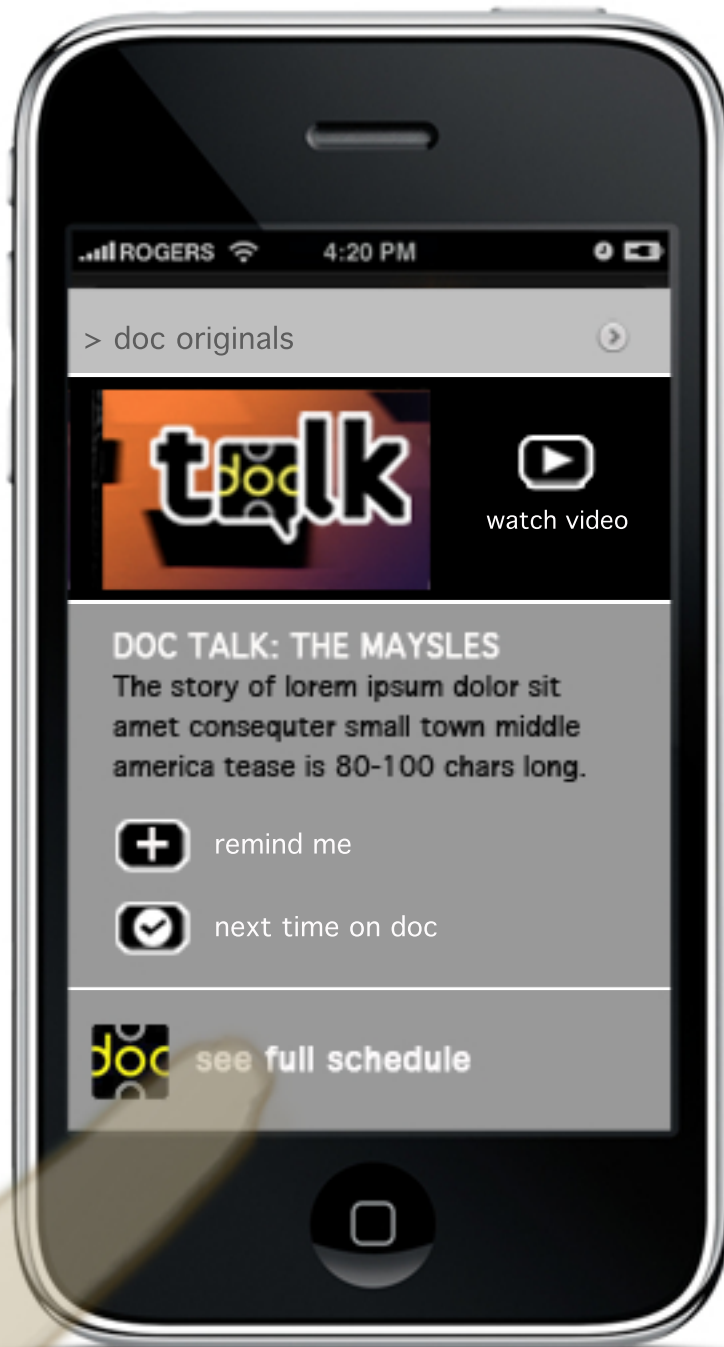 ROGERS 4:20 PM
> doc originals
talk
doc
watch video
DOC TALK: THE MAYSLES
The story of lorem ipsum dolor sit
amet consequter small town middle
america tease is 80-100 chars long.
remind me
next time on doc
doc see full schedule